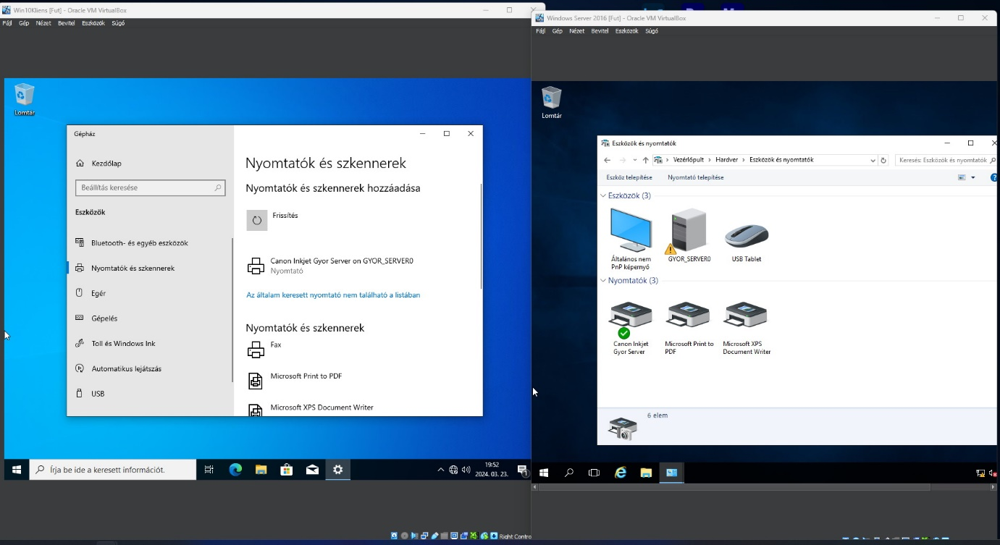 Win10Kliens [Fut] - Oracle VM VirtualBox
Fájl Gép Nézet Bevitel Eszközök Súgó
Lomtár
Gépház
Kezdőlap
Beállítás keresése
Eszközök
Bluetooth- és egyéb eszközök
Nyomtatók és szkennerek
Egér
Gépelés
Toll és Windows Ink
Automatikus lejátszás
USB
Nyomtatók és szkennerek
Nyomtatók és szkennerek hozzáadása
Frissítés
Canon Inkjet Gyor Server on GYOR_SERVER0
Nyomtató
Az általam keresett nyomtató nem található a listában
Nyomtatók és szkennerek
Fax
Microsoft Print to PDF
Microsoft XPS Document Writer
Írja be ide a keresett információt.
19:52
2024. 03. 23.
1
Right Contro
Windows Server 2016 [Fut] - Oracle VM VirtualBox
Fájl Gép Nézet Bevitel Eszközök Súgó
Lomtár
Eszközök és nyomtatók
Vezérlőpult > Hardver > Eszközök és nyomtatók
Keresés: Eszközök és nyomtatók
Eszköz telepítése Nyomtató telepítése
Eszközök (3)
Általános nem
PnP képernyő
GYOR_SERVER0
USB Tablet
Nyomtatók (3)
Canon Inkjet
Gyor Server
Microsoft Print to
PDF
Microsoft XPS
Document Writer
6 elem